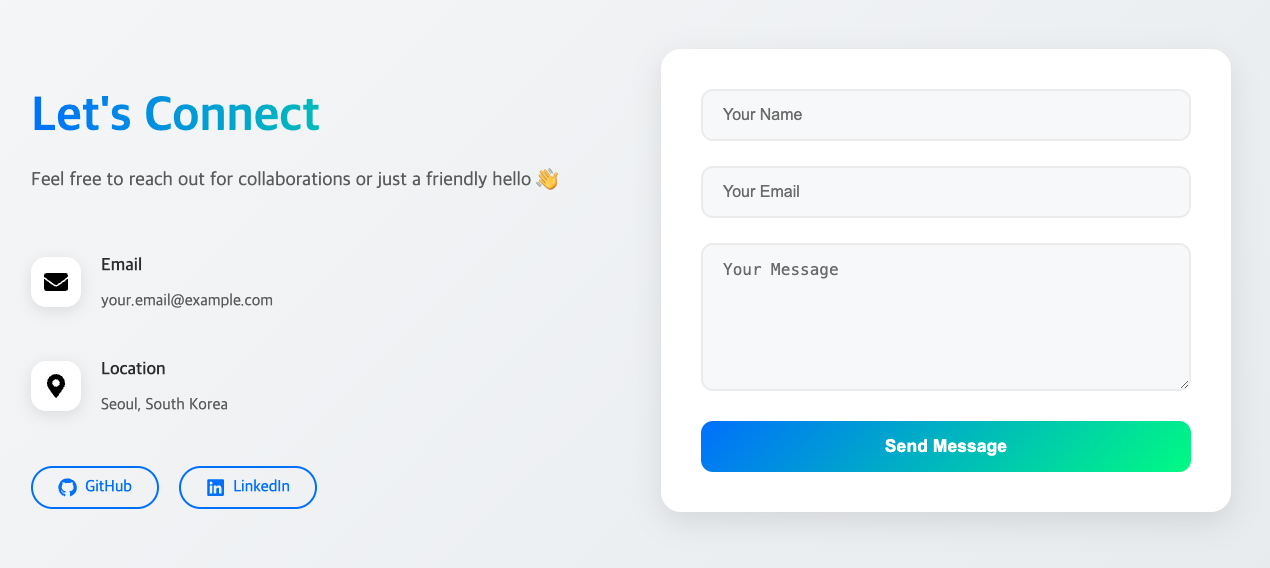 Let's Connect
Feel free to reach out for collaborations or just a friendly hello 👋
Email
your.email@example.com
Location
Seoul, South Korea
GitHub
LinkedIn
Your Name
Your Email
Your Message
Send Message